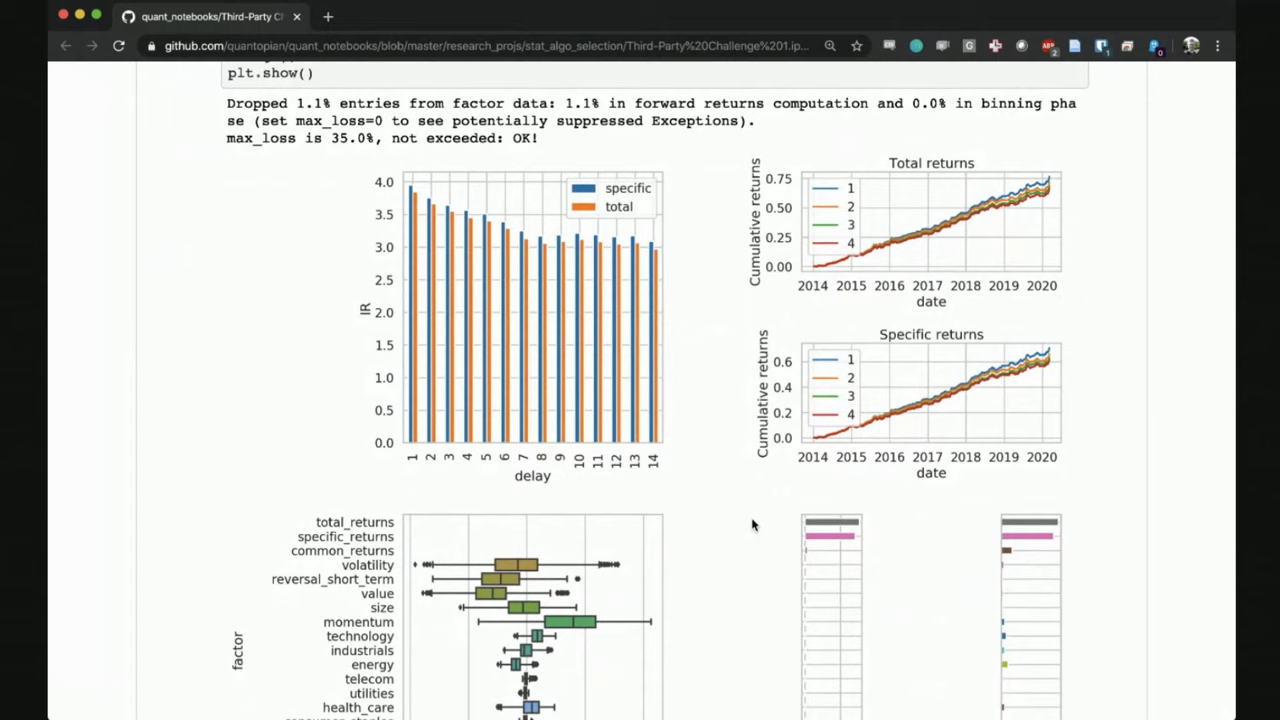 quant_notebooks/Third-Party Ch
github.com/quantopian/quant_notebooks/blob/master/research_projs/stat_algo_selection/Third-Party%20Challenge%201.ip...
plt.show()
Dropped 1.1% entries from factor data: 1.1% in forward returns computation and 0.0% in binning pha
se (set max_loss=0 to see potentially suppressed Exceptions).
max_loss is 35.0%, not exceeded: OK!
4.0
3.5
3.0
2.5
2.0
1.5
1.0
0.5
0.0
IR
specific
total
1 2 3 4 5 6 7 8 9 10 11 12 13 14
delay
Total returns
Cumulative returns
0.75
0.50
0.25
0.00
1
2
3
4
2014 2015 2016 2017 2018 2019 2020
date
Specific returns
Cumulative returns
0.6
0.4
0.2
0.0
1
2
3
4
2014 2015 2016 2017 2018 2019 2020
date
factor
total_returns
specific_returns
common_returns
volatility
reversal_short_term
value
size
momentum
technology
industrials
energy
telecom
utilities
health_care